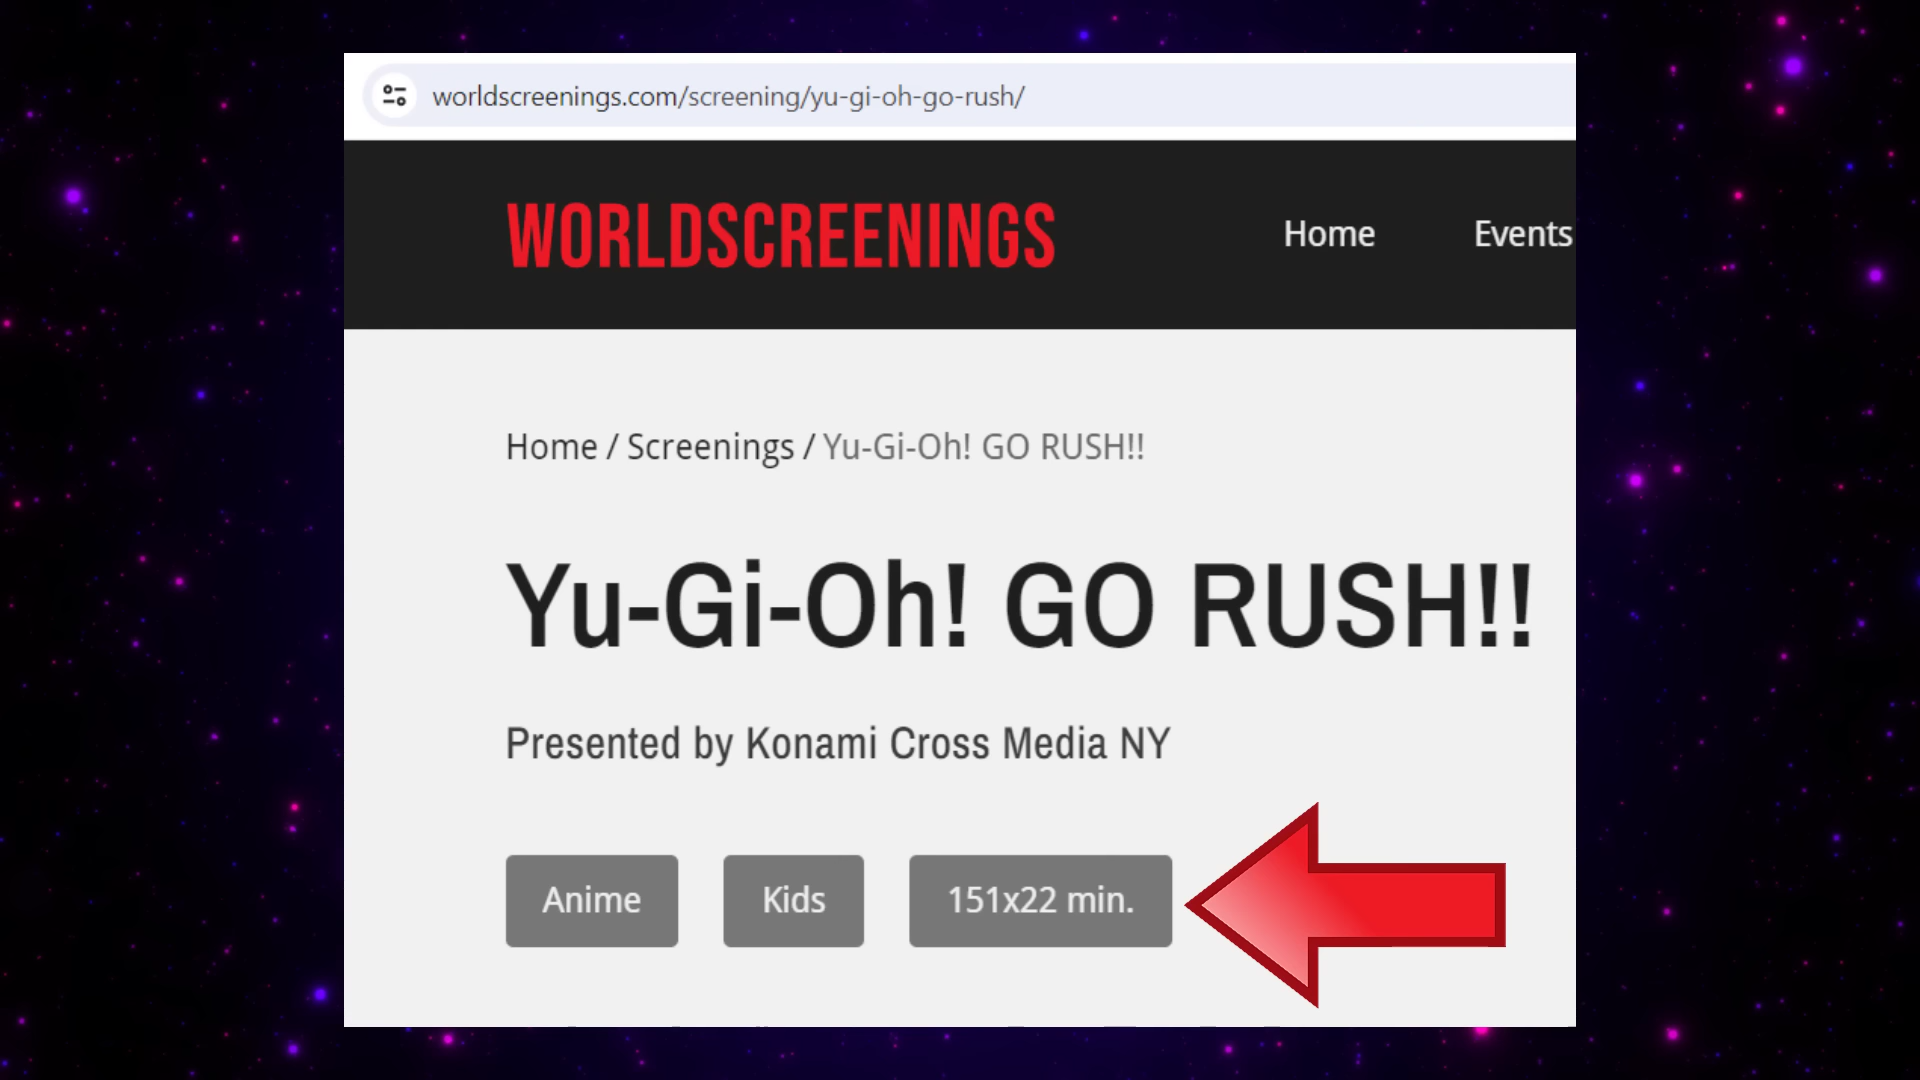 worldscreenings.com/screening/yu-gi-oh-go-rush/
WORLDSCREENINGS
Home Events
Home / Screenings / Yu-Gi-Oh! GO RUSH!!
Yu-Gi-Oh! GO RUSH!!
Presented by Konami Cross Media NY
Anime Kids 151x22 min.